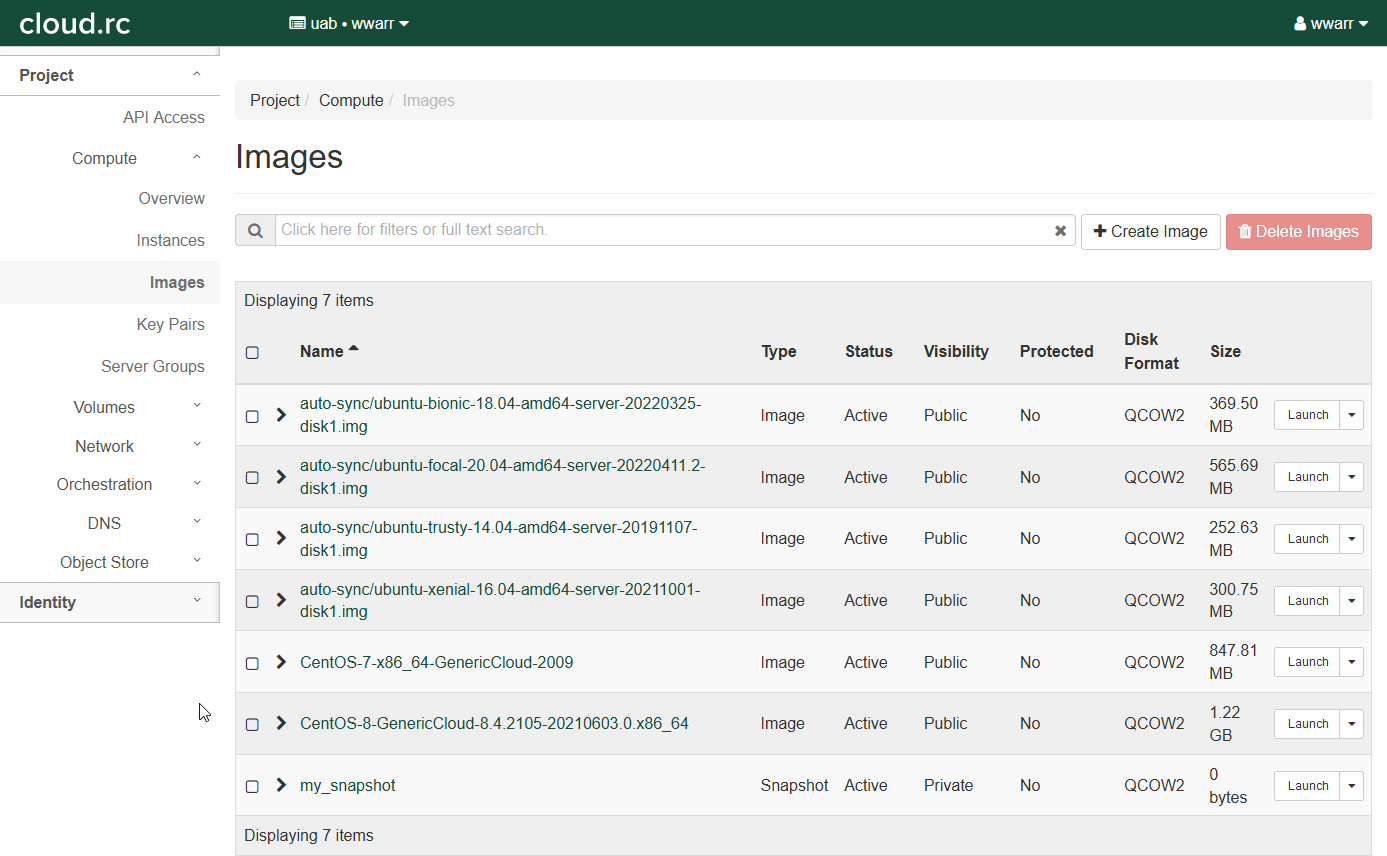 cloud.rc
uab • wwarr
wwarr
Project
API Access
Compute
Overview
Instances
Images
Key Pairs
Server Groups
Volumes
Network
Orchestration
DNS
Object Store
Identity
Project / Compute / Images
Images
Click here for filters or full text search.
Create Image
Delete Images
Displaying 7 items
Name Type Status Visibility Protected Disk Format Size
auto-sync/ubuntu-bionic-18.04-amd64-server-20220325-
disk1.img
Image Active Public No QCOW2 369.50 MB Launch
auto-sync/ubuntu-focal-20.04-amd64-server-20220411.2-
disk1.img
Image Active Public No QCOW2 565.69 MB Launch
auto-sync/ubuntu-trusty-14.04-amd64-server-20191107-
disk1.img
Image Active Public No QCOW2 252.63 MB Launch
auto-sync/ubuntu-xenial-16.04-amd64-server-20211001-
disk1.img
Image Active Public No QCOW2 300.75 MB Launch
CentOS-7-x86_64-GenericCloud-2009 Image Active Public No QCOW2 847.81 MB Launch
CentOS-8-GenericCloud-8.4.2105-20210603.0.x86_64 Image Active Public No QCOW2 1.22 GB Launch
my_snapshot Snapshot Active Private No QCOW2 0 bytes Launch
Displaying 7 items